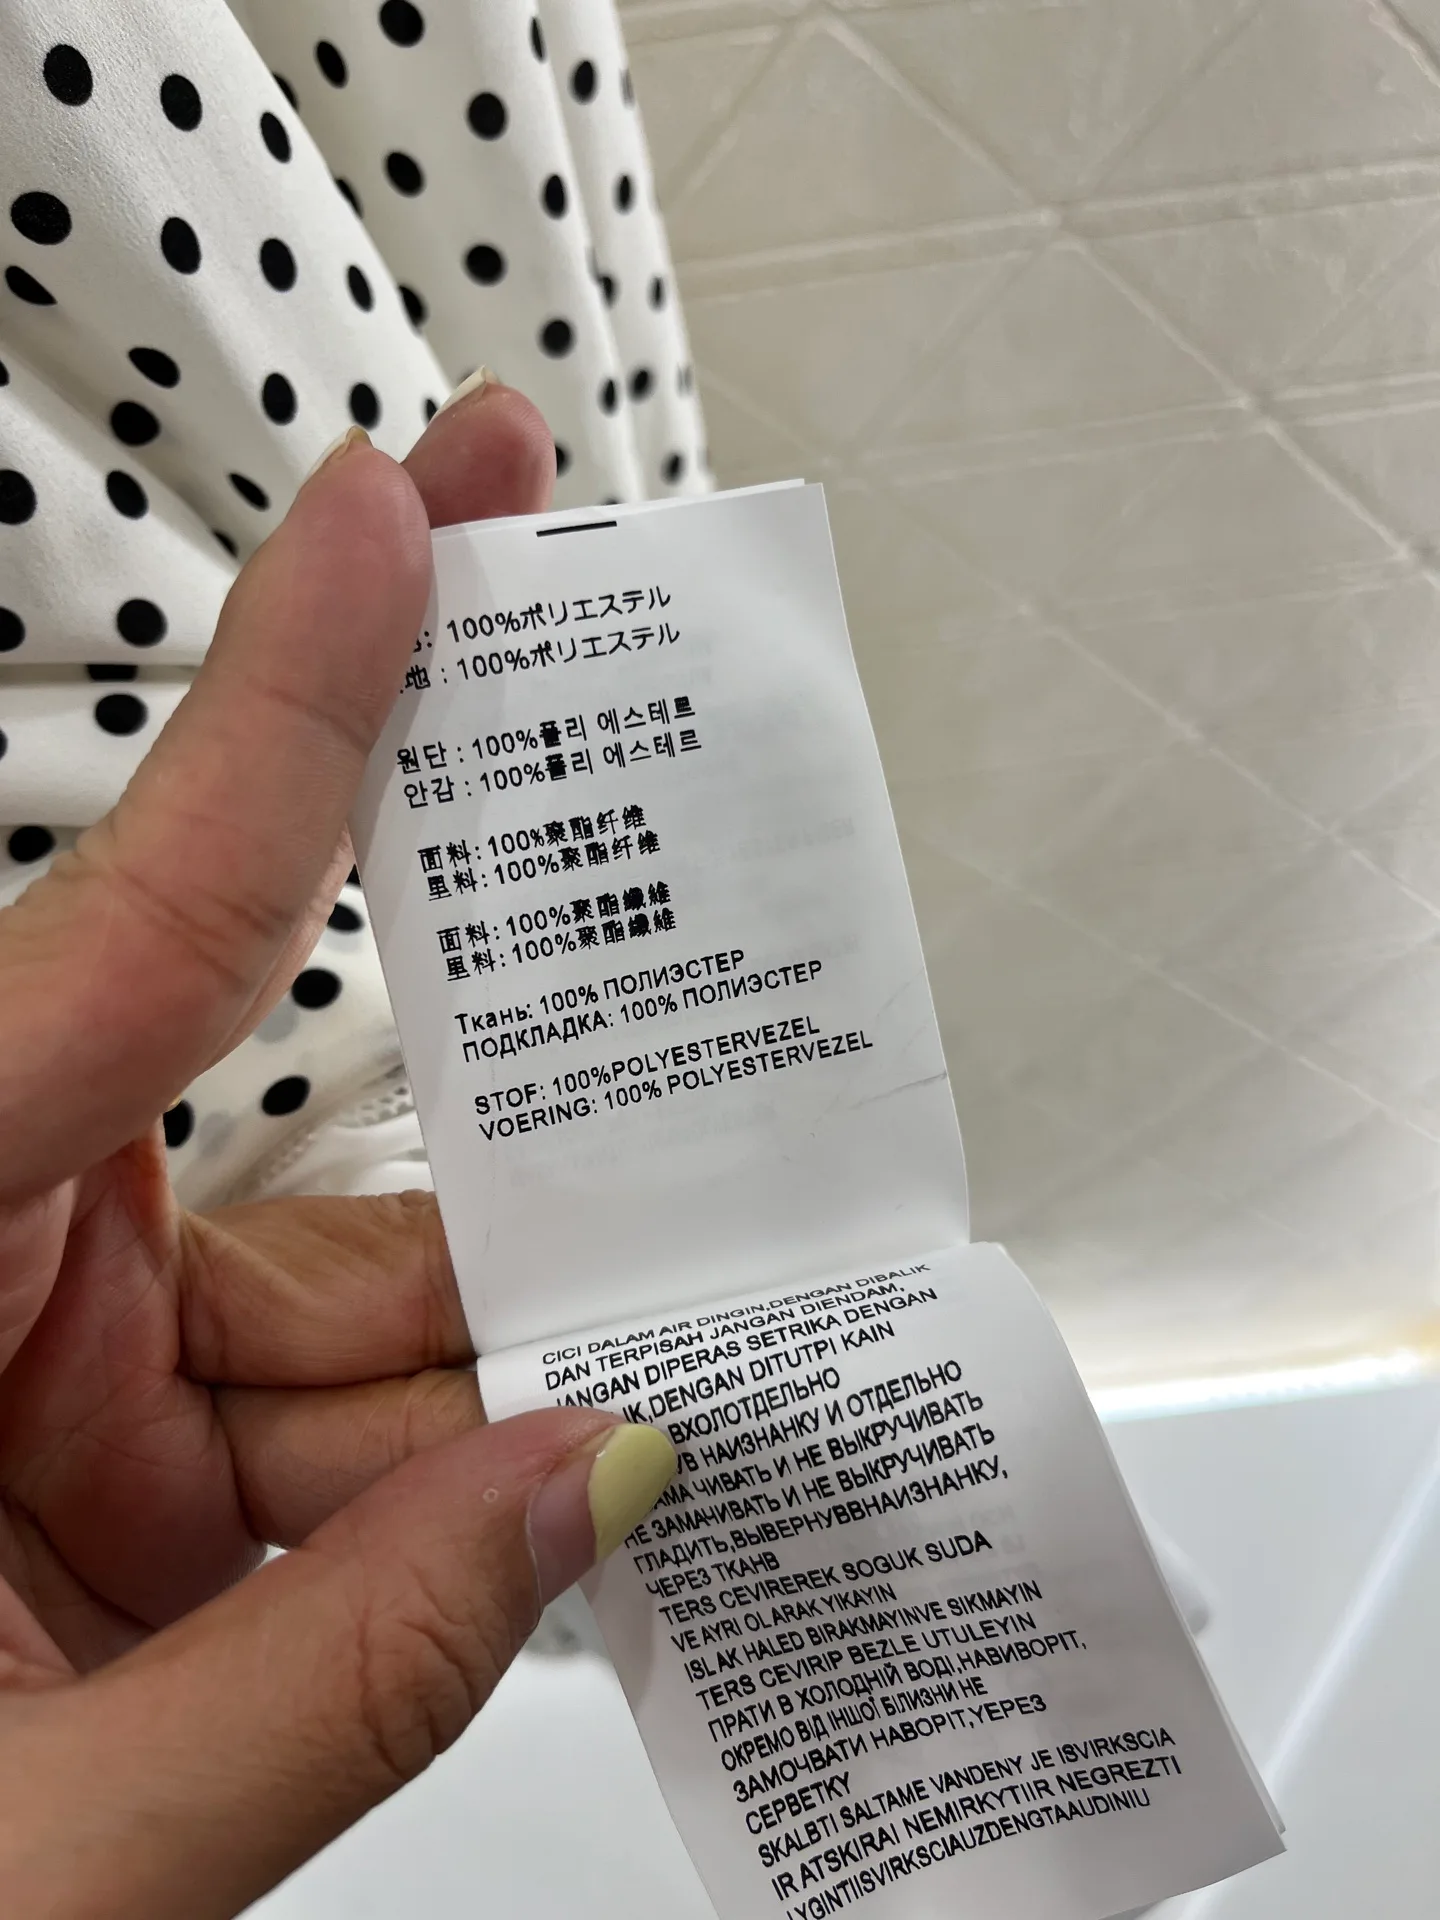 : 100%ポリエステル
地 : 100%ポリエステル
원단 : 100%폴리 에스테르
안감 : 100%폴리 에스테르
面料: 100%聚酯纤维
里料: 100%聚酯纤维
面料: 100%聚酯纖維
里料: 100%聚酯纖維
Ткань: 100% ПОЛИЭСТЕР
ПОДКЛАДКА: 100% ПОЛИЭСТЕР
STOF: 100%POLYESTERVEZEL
VOERING: 100% POLYESTERVEZEL
CICI DALAM AIR DINGIN,DENGAN DIBALIK
DAN TERPISAH JANGAN DIENDAM,
JANGAN DIPERAS SETRIKA DENGAN
IK,DENGAN DITUTPI KAIN
ВХОЛОТДЕЛЬНО
УВ НАИЗНАНКУ И ОТДЕЛЬНО
АМА ЧИВАТЬ И НЕ ВЫКРУЧИВАТЬ
НЕ ЗАМАЧИВАТЬ И НЕ ВЫКРУЧИВАТЬ
ГЛАДИТЬ,ВЫВЕРНУВВНАИЗНАНКУ,
ЧЕРЕЗ ТКАНВ
TERS CEVIREREK SOGUK SUDA
VE AYRI OLARAK YIKAYIN
ISLAK HALED BIRAKMAYINVE SIKMAYIN
TERS CEVIRIP BEZLE UTULEYIN
ПРАТИ В ХОЛОДНІЙ ВОДІ,НАВИВОРІТ,
ОКРЕМО ВІД ІНШОЇ БІЛИЗНИ НЕ
ЗАМОЧВАТИ НАВОРІТ,ЧЕРЕЗ
СЕРВЕТКУ
SKALBTI SALTAME VANDENY JE ISVIRKSCIA
IR ATSKIRAI NEMIRKYTIIR NEGREZTI
LYGINTIISVIRKSCIAUZDENGTAAUDINIU